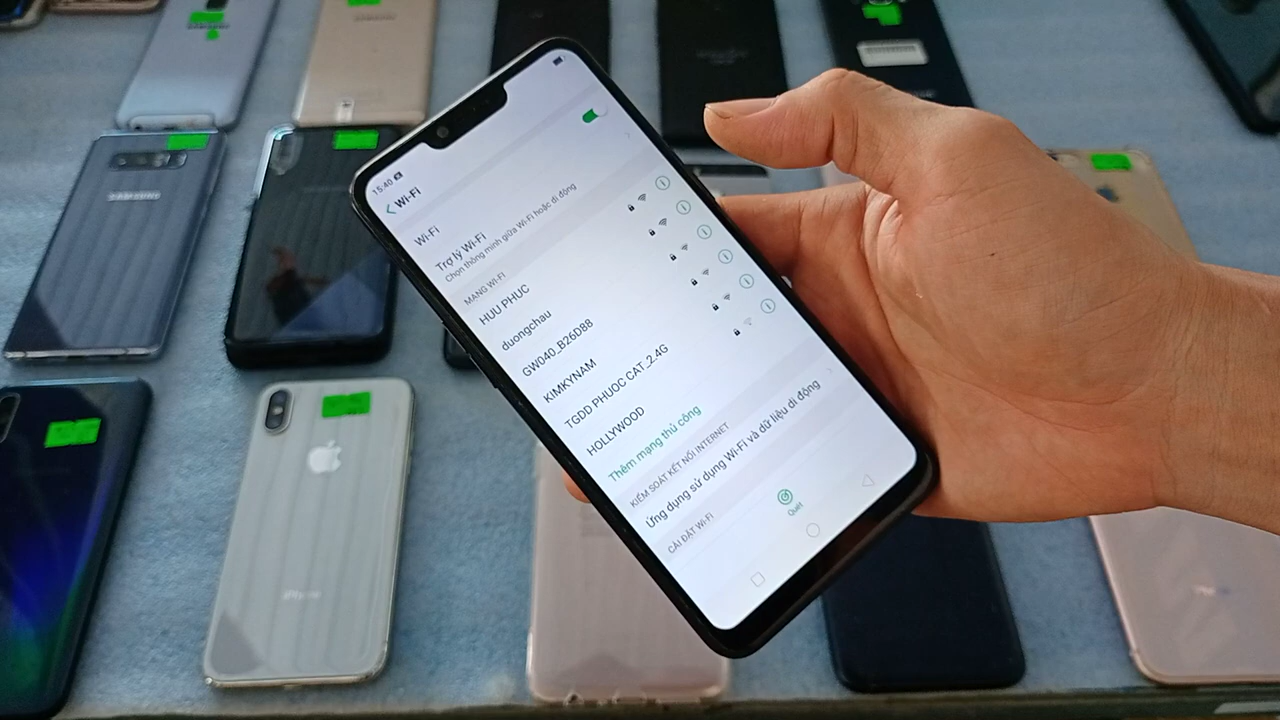 15:40
Wi-Fi
Wi-Fi
Trợ lý Wi-Fi
Chọn thông minh giữa Wi-Fi hoặc di động
MẠNG WI-FI
HUU PHUC
duongchau
GW040_B26D88
KIMKYNAM
TGDD PHUOC CAT_2.4G
HOLLYWOOD
Thêm mạng thủ công
KIỂM SOÁT KẾT NỐI INTERNET
Ứng dụng sử dụng Wi-Fi và dữ liệu di động
CÀI ĐẶT WI-FI
Quét
SAMSUNG
iPhone